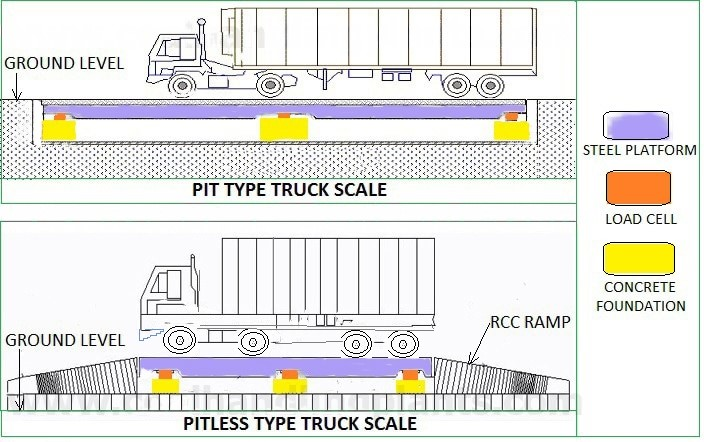 GROUND LEVEL
PIT TYPE TRUCK SCALE
GROUND LEVEL
RCC RAMP
PITLESS TYPE TRUCK SCALE
STEEL PLATFORM
LOAD CELL
CONCRETE
FOUNDATION